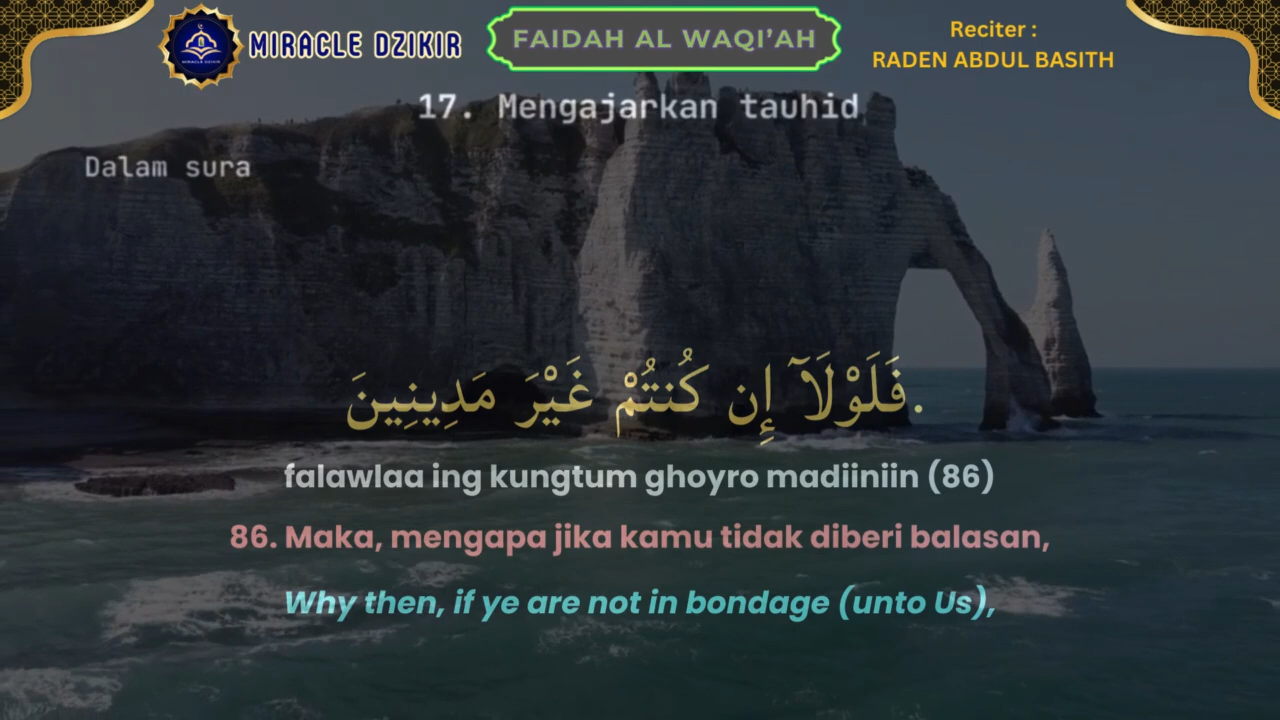 MIRACLE DZIKIR
FAIDAH AL WAQI'AH
Reciter :
RADEN ABDUL BASITH
17. Mengajarkan tauhid
Dalam sura
فَلَوْلَآ إِن كُنتُمْ غَيْرَ مَدِينِينَ.
falawlaa ing kungtum ghoyro madiiniin (86)
86. Maka, mengapa jika kamu tidak diberi balasan,
Why then, if ye are not in bondage (unto Us),